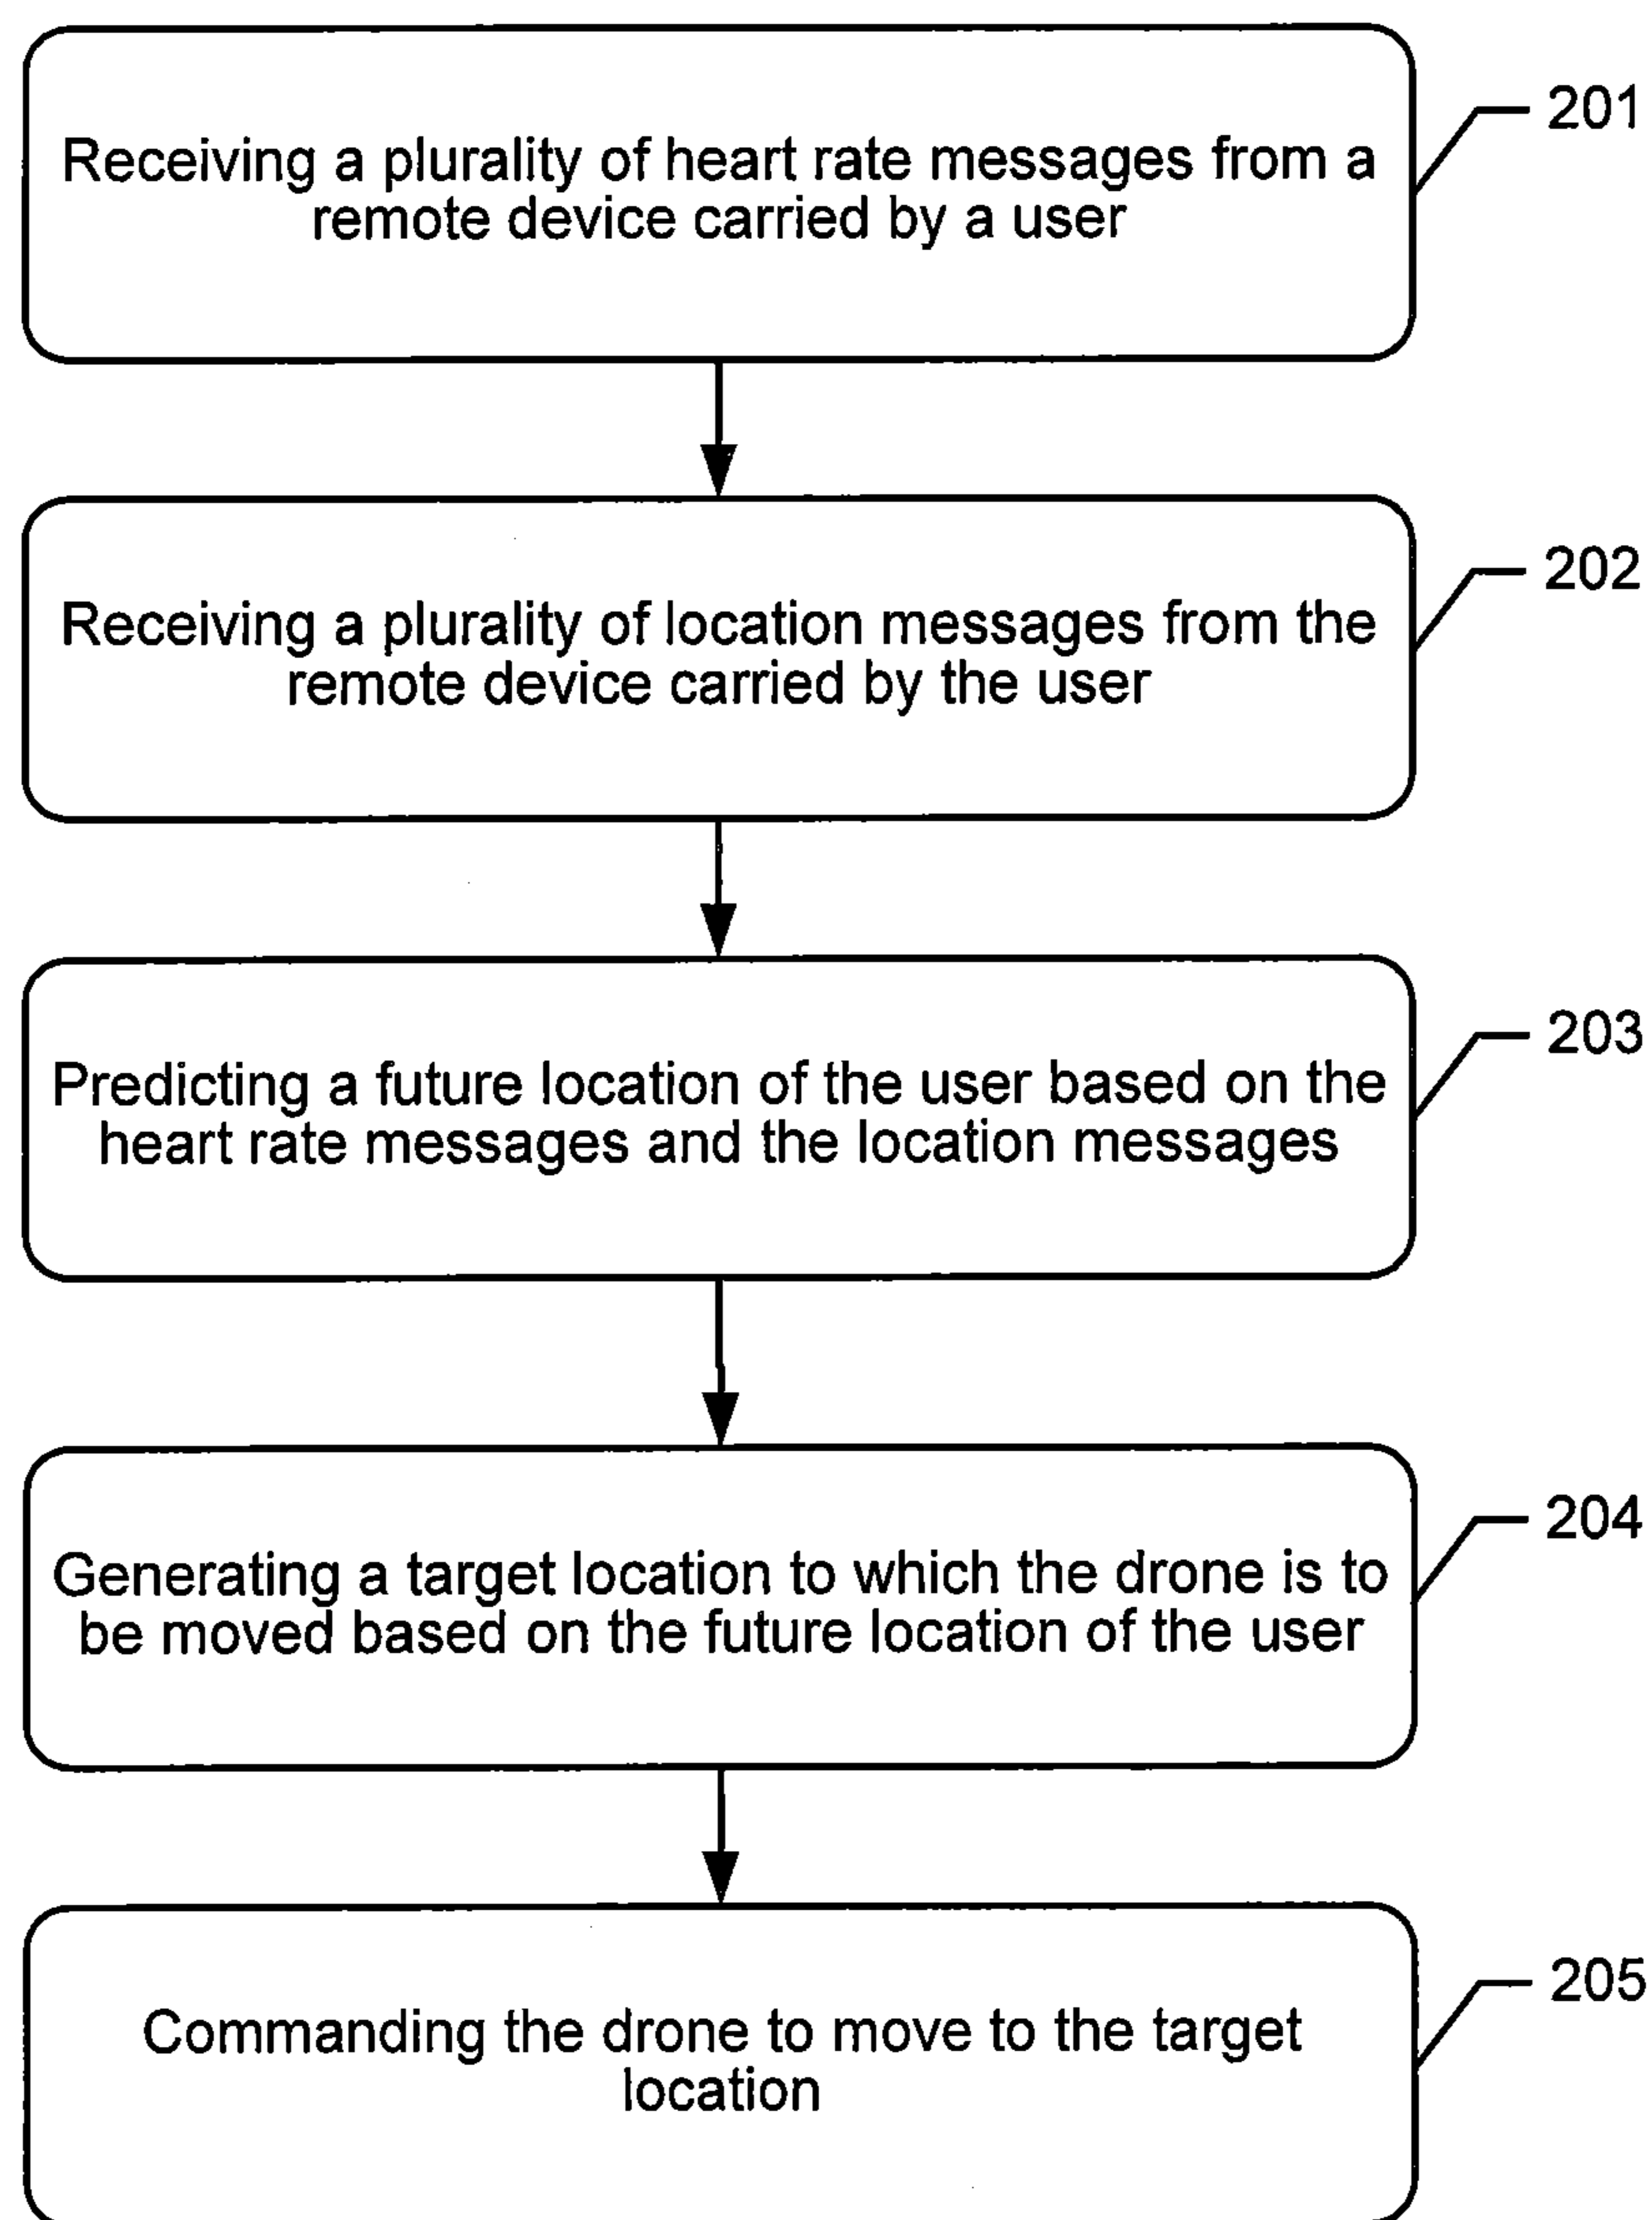 Receiving a plurality of heart rate messages from a
remote device carried by a user
201
Receiving a plurality of location messages from the
remote device carried by the user
202
Predicting a future location of the user based on the
heart rate messages and the location messages
203
Generating a target location to which the drone is to
be moved based on the future location of the user
204
Commanding the drone to move to the target
location
205